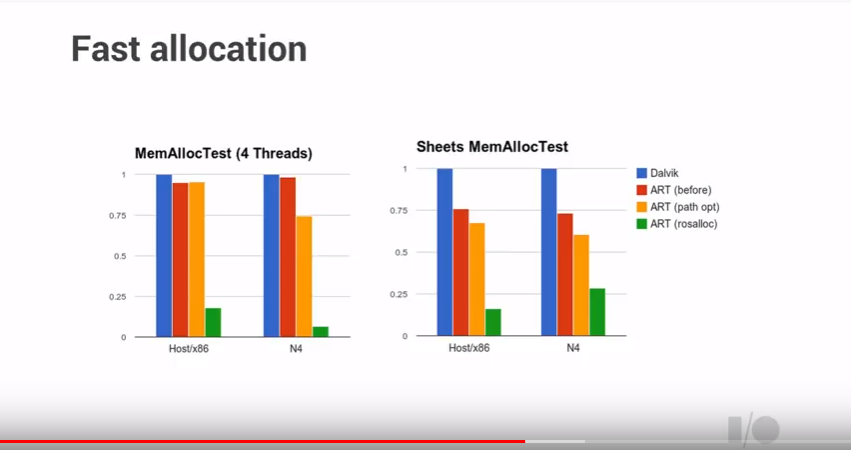 Fast allocation
MemAllocTest (4 Threads)
1
0.75
0.5
0.25
0
Host/x86
N4
Sheets MemAllocTest
1
0.75
0.5
0.25
0
Host/x86
N4
Dalvik
ART (before)
ART (path opt)
ART (rosalloc)
I/O